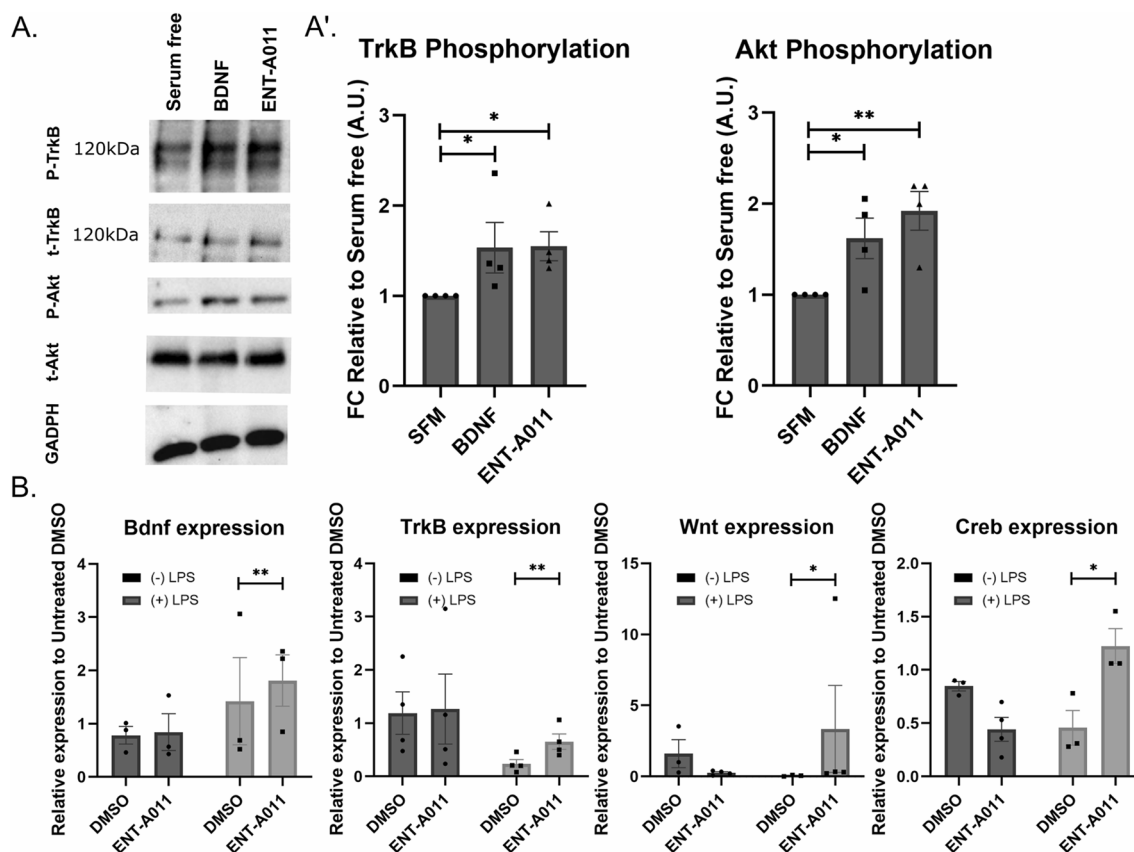 A.
Serum free
BDNF
ENT-A011
P-TrkB
120kDa
t-TrkB
120kDa
P-Akt
t-Akt
GADPH
A'.
TrkB Phosphorylation
FC Relative to Serum free (A.U.)
3
2
1
0
*
*
SFM
BDNF
ENT-A011
Akt Phosphorylation
FC Relative to Serum free (A.U.)
3
2
1
0
**
*
SFM
BDNF
ENT-A011
B.
Bdnf expression
Relative expression to Untreated DMSO
4
3
2
1
0
(-) LPS
(+) LPS
**
DMSO
ENT-A011
DMSO
ENT-A011
TrkB expression
Relative expression to Untreated DMSO
4
3
2
1
0
(-) LPS
(+) LPS
**
DMSO
ENT-A011
DMSO
ENT-A011
Wnt expression
Relative expression to Untreated DMSO
15
10
5
0
(-) LPS
(+) LPS
*
DMSO
ENT-A011
DMSO
ENT-A011
Creb expression
Relative expression to Untreated DMSO
2.0
1.5
1.0
0.5
0.0
(-) LPS
(+) LPS
*
DMSO
ENT-A011
DMSO
ENT-A011